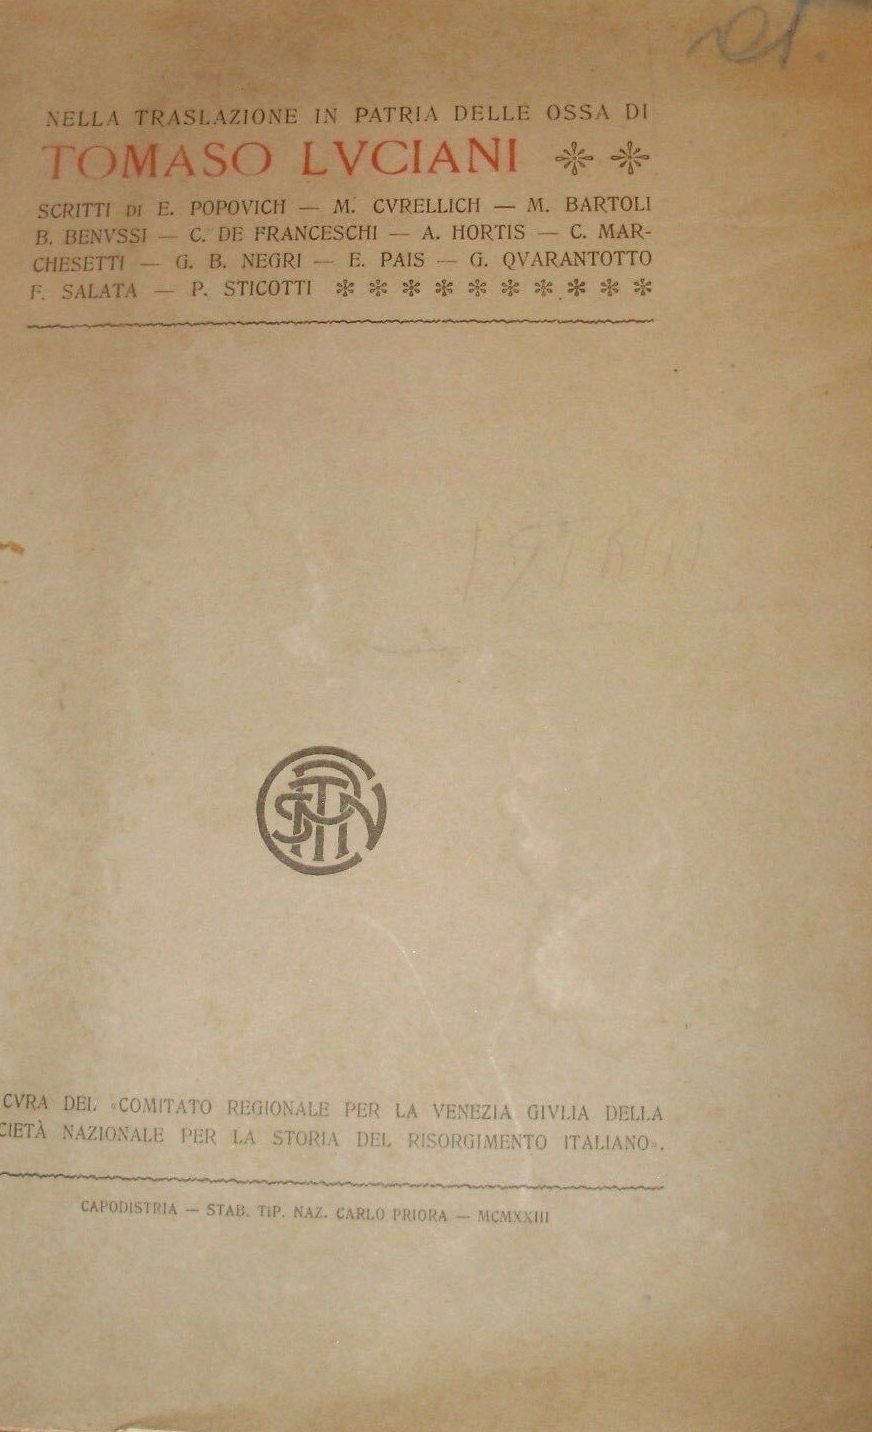 NELLA TRASLAZIONE IN PATRIA DELLE OSSA DI
TOMASO LVCIANI
SCRITTI DI E. POPOVICH — M. CVRELLICH — M. BARTOLI
B. BENVSSI — C. DE FRANCESCHI — A. HORTIS — C. MAR-
CHESETTI — G. B. NEGRI — E. PAIS — G. QVARANTOTTO
F. SALATA — P. STICOTTI
CVRA DEL «COMITATO REGIONALE PER LA VENEZIA GIVLIA DELLA
CIETÀ NAZIONALE PER LA STORIA DEL RISORGIMENTO ITALIANO».
CAPODISTRIA — STAB. TIP. NAZ. CARLO PRIORA — MCMXXIII